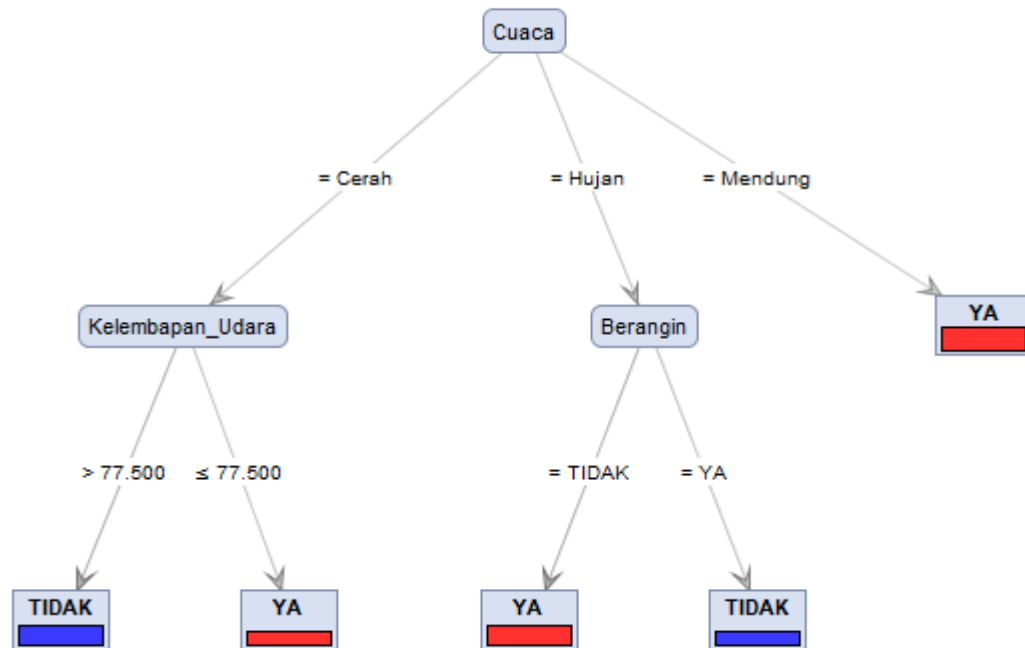 Cuaca
= Cerah
= Hujan
= Mendung
Kelembapan_Udara
Berangin
YA
> 77.500
≤ 77.500
= TIDAK
= YA
TIDAK
YA
YA
TIDAK